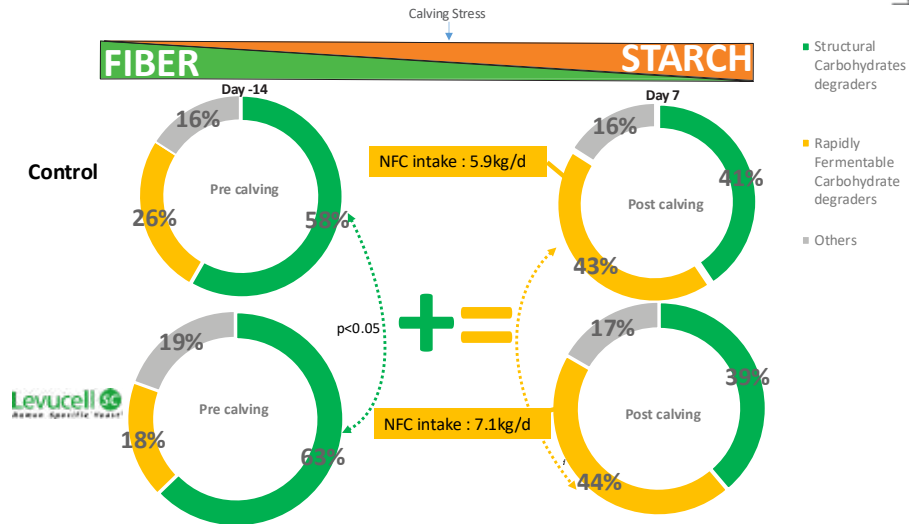 Calving Stress
FIBER
STARCH
Day -14
Day 7
Control
16%
26%
58%
Pre calving
NFC intake : 5.9kg/d
16%
41%
43%
Post calving
p<0.05
+ =
Levucell SC
Rumen Specific Yeast
19%
18%
63%
Pre calving
NFC intake : 7.1kg/d
17%
39%
44%
Post calving
Structural
Carbohydrates
degraders
Rapidly
Fermentable
Carbohydrate
degraders
Others